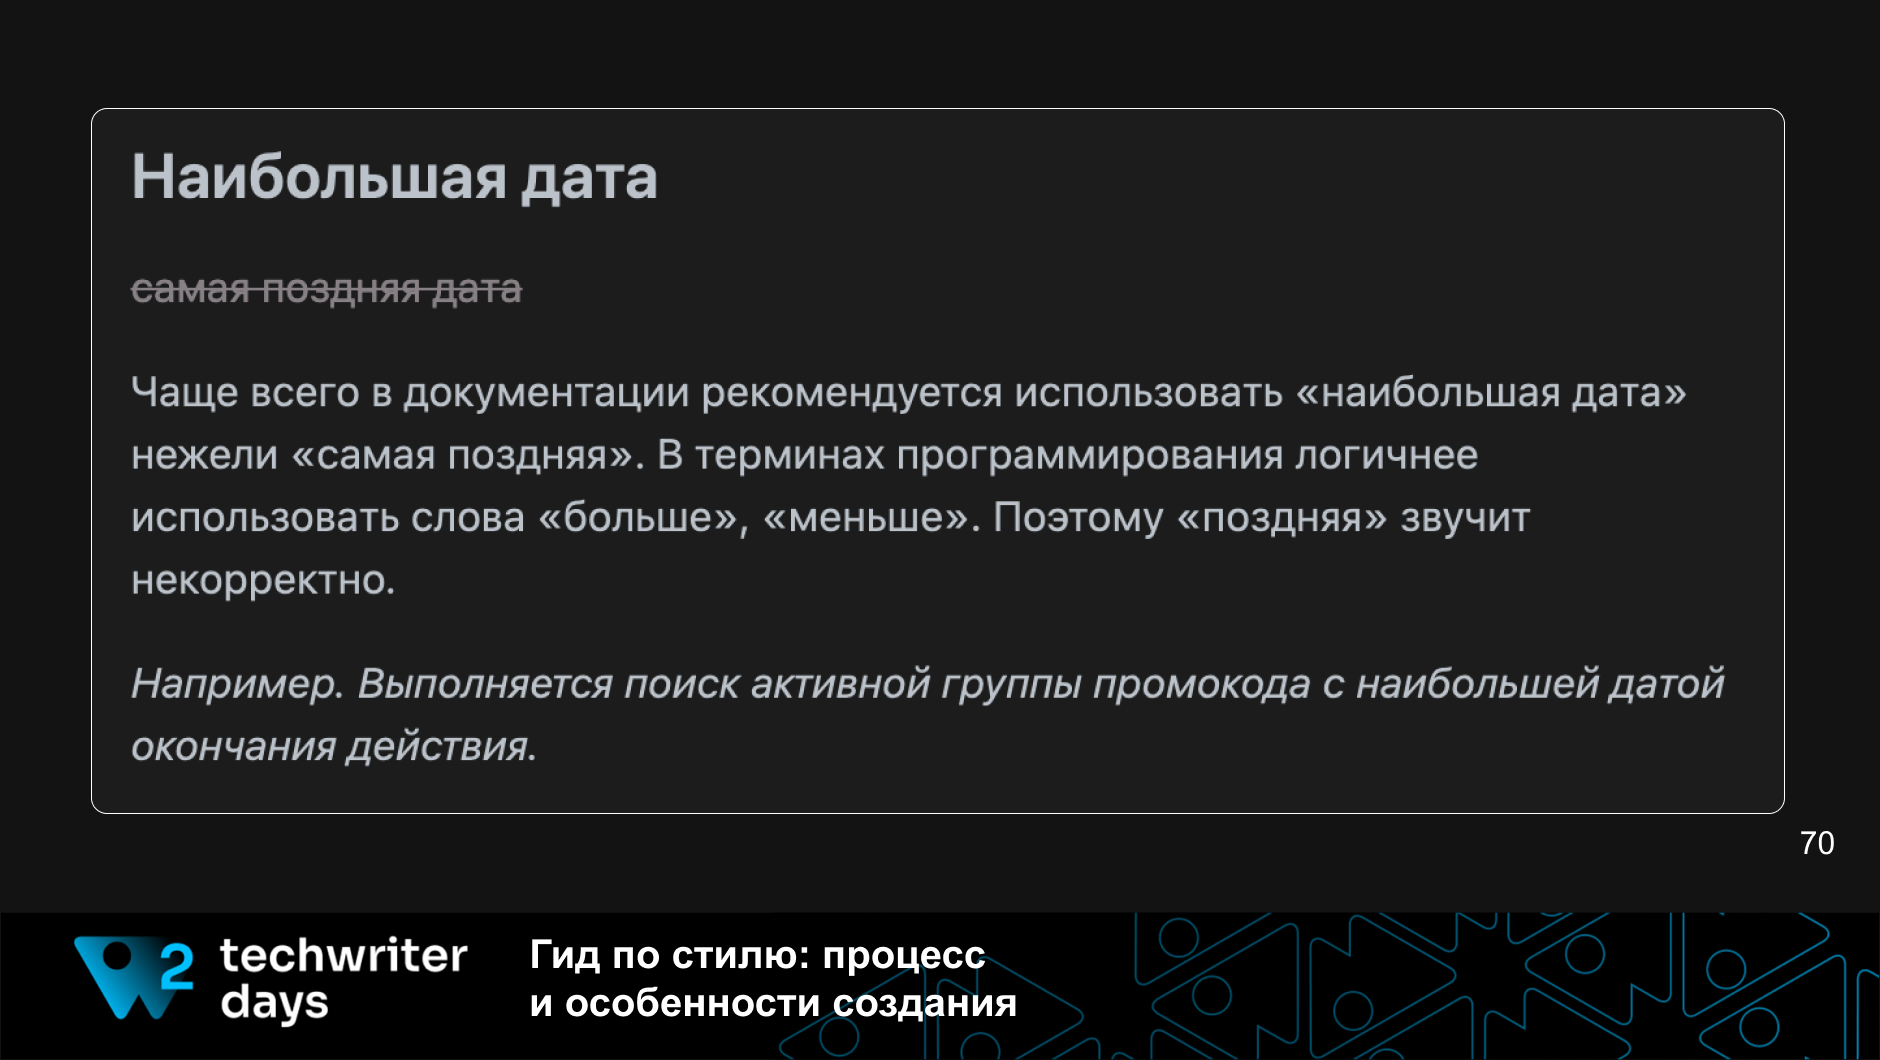 Наибольшая дата
самая поздняя дата
Чаще всего в документации рекомендуется использовать «наибольшая дата»
нежели «самая поздняя». В терминах программирования логичнее
использовать слова «больше», «меньше». Поэтому «поздняя» звучит
некорректно.
Например. Выполняется поиск активной группы промокода с наибольшей датой
окончания действия.
70
2 techwriter
days
Гид по стилю: процесс
и особенности создания